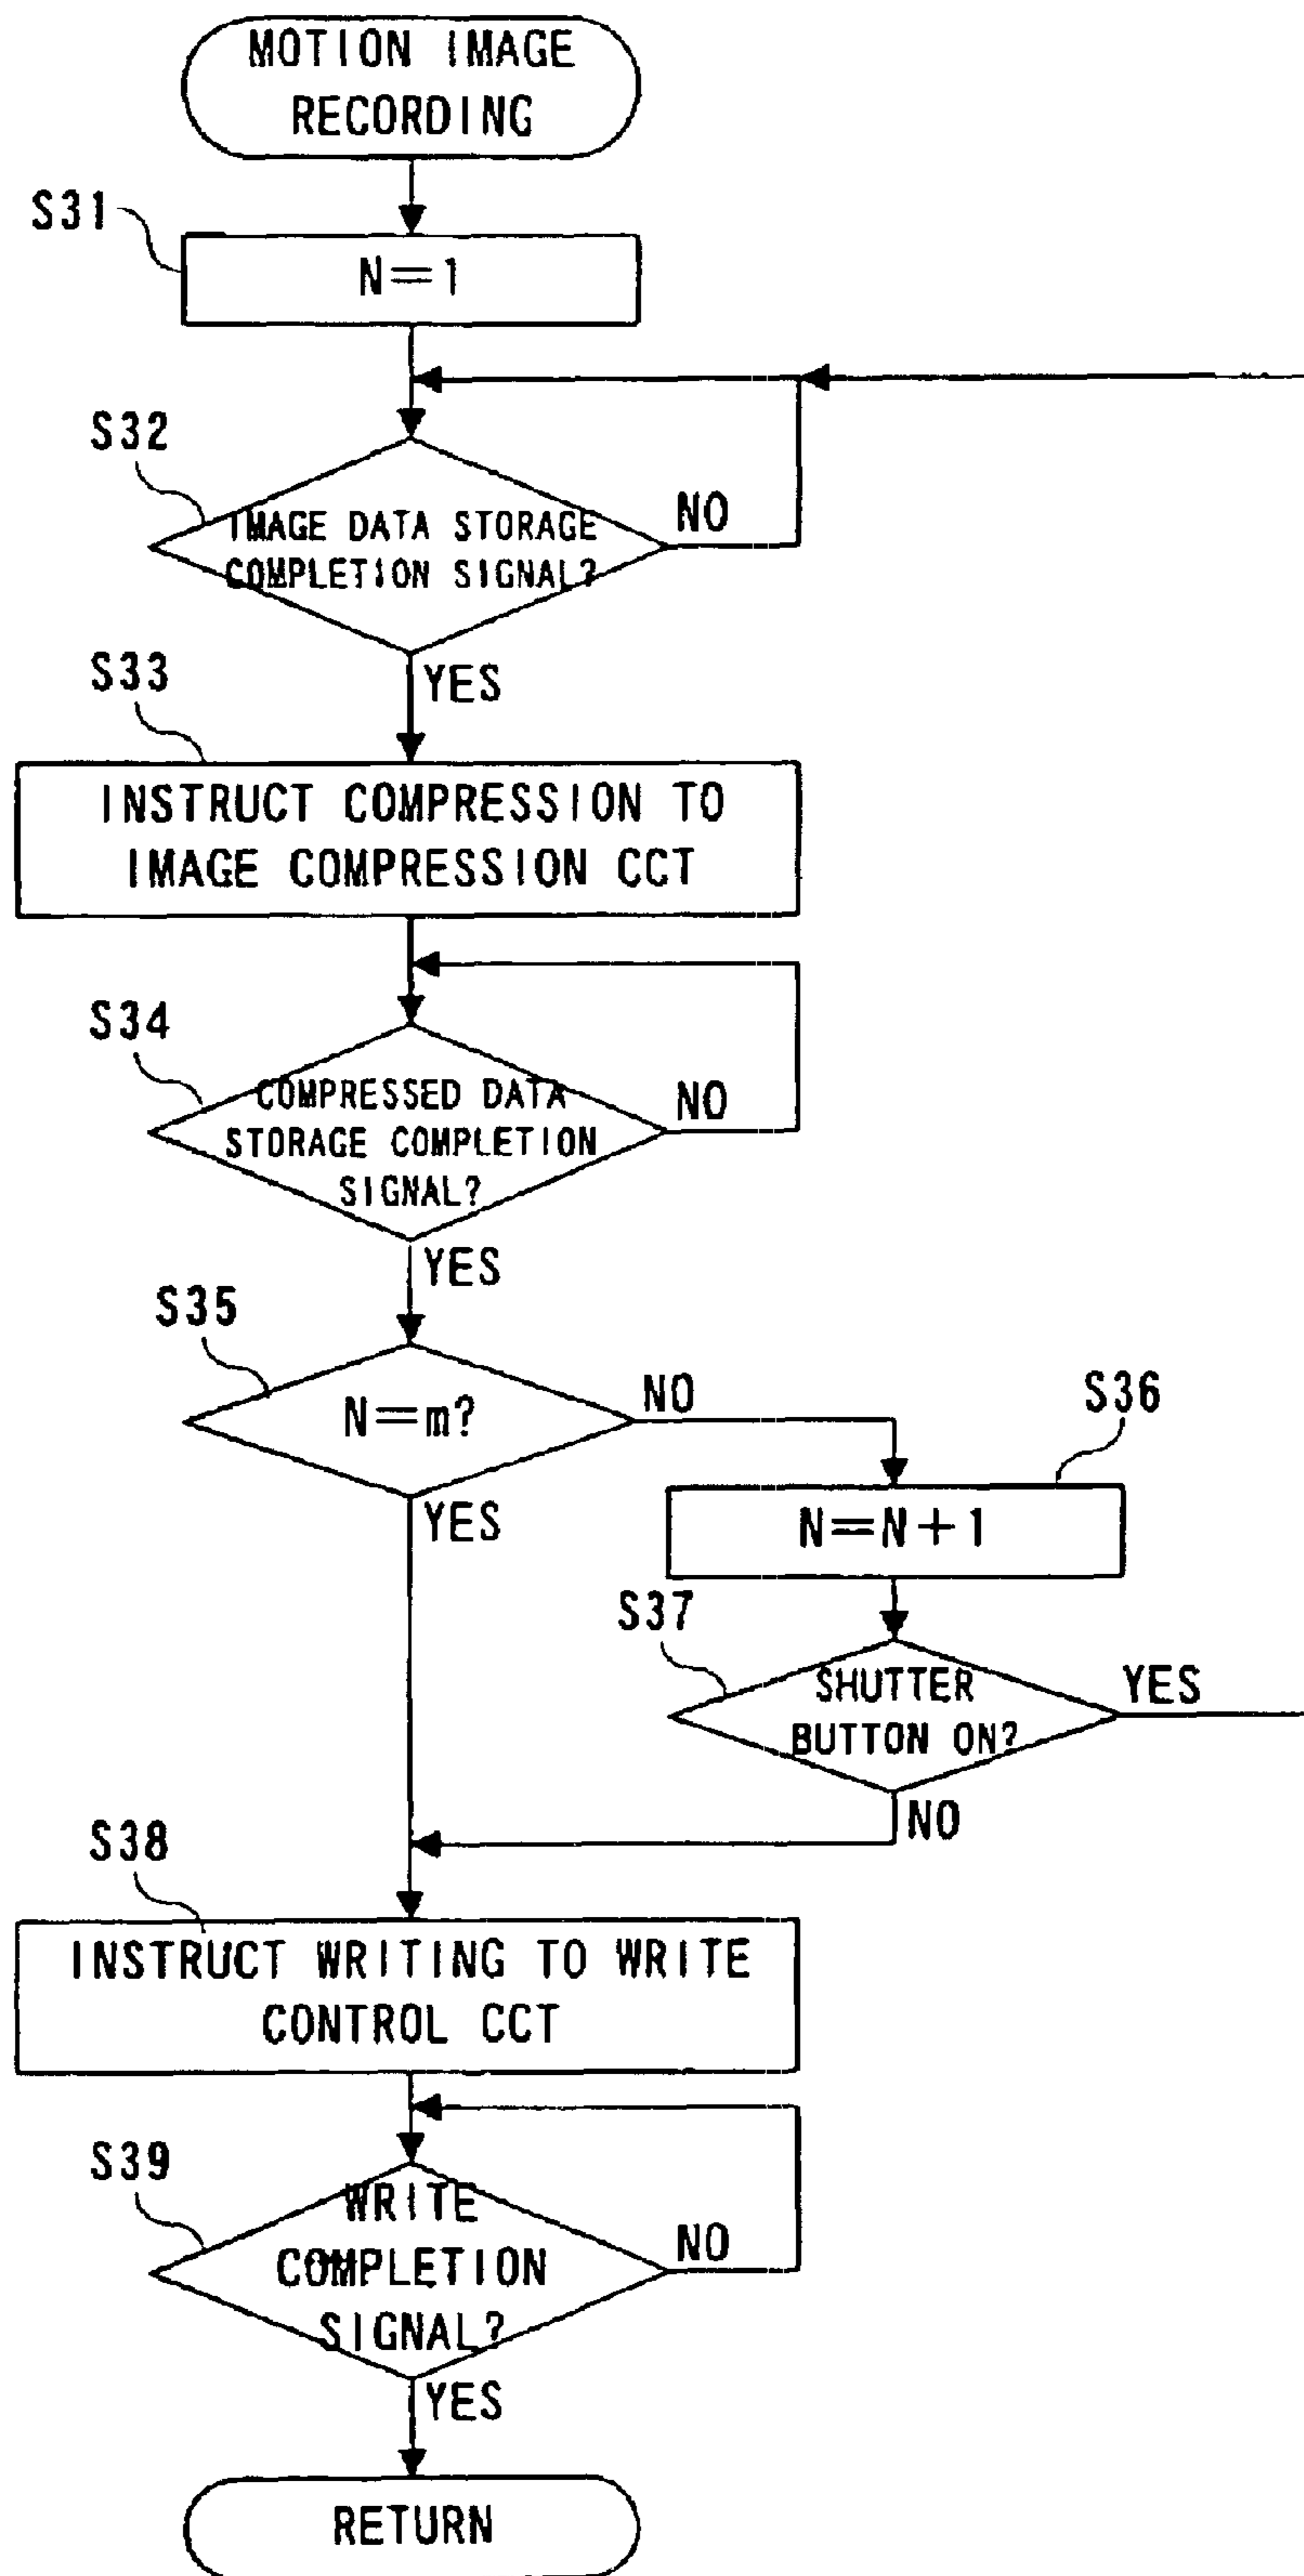 MOTION IMAGE
RECORDING
S31
N=1
S32
IMAGE DATA STORAGE
COMPLETION SIGNAL?
NO
YES
S33
INSTRUCT COMPRESSION TO
IMAGE COMPRESSION CCT
S34
COMPRESSED DATA
STORAGE COMPLETION
SIGNAL?
NO
YES
S35
N=m?
NO
YES
S36
N=N+1
S37
SHUTTER
BUTTON ON?
YES
NO
S38
INSTRUCT WRITING TO WRITE
CONTROL CCT
S39
WRITE
COMPLETION
SIGNAL?
NO
YES
RETURN